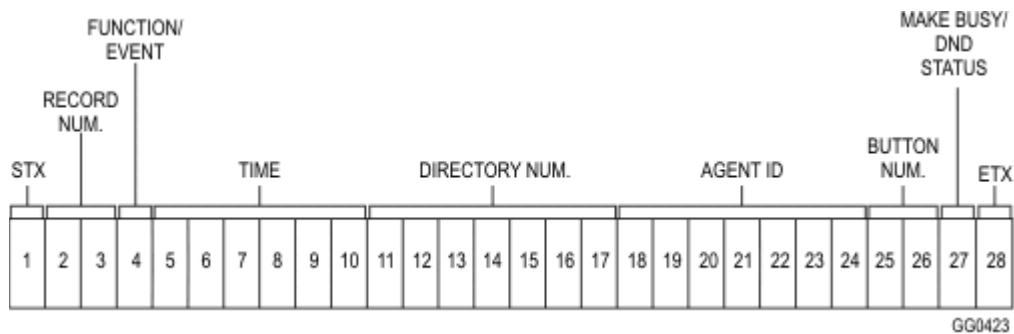 FUNCTION/
EVENT
MAKE BUSY/
DND
STATUS
RECORD
NUM.
BUTTON
NUM.
STX
TIME
DIRECTORY NUM.
AGENT ID
ETX
1 2 3 4 5 6 7 8 9 10 11 12 13 14 15 16 17 18 19 20 21 22 23 24 25 26 27 28
GG0423